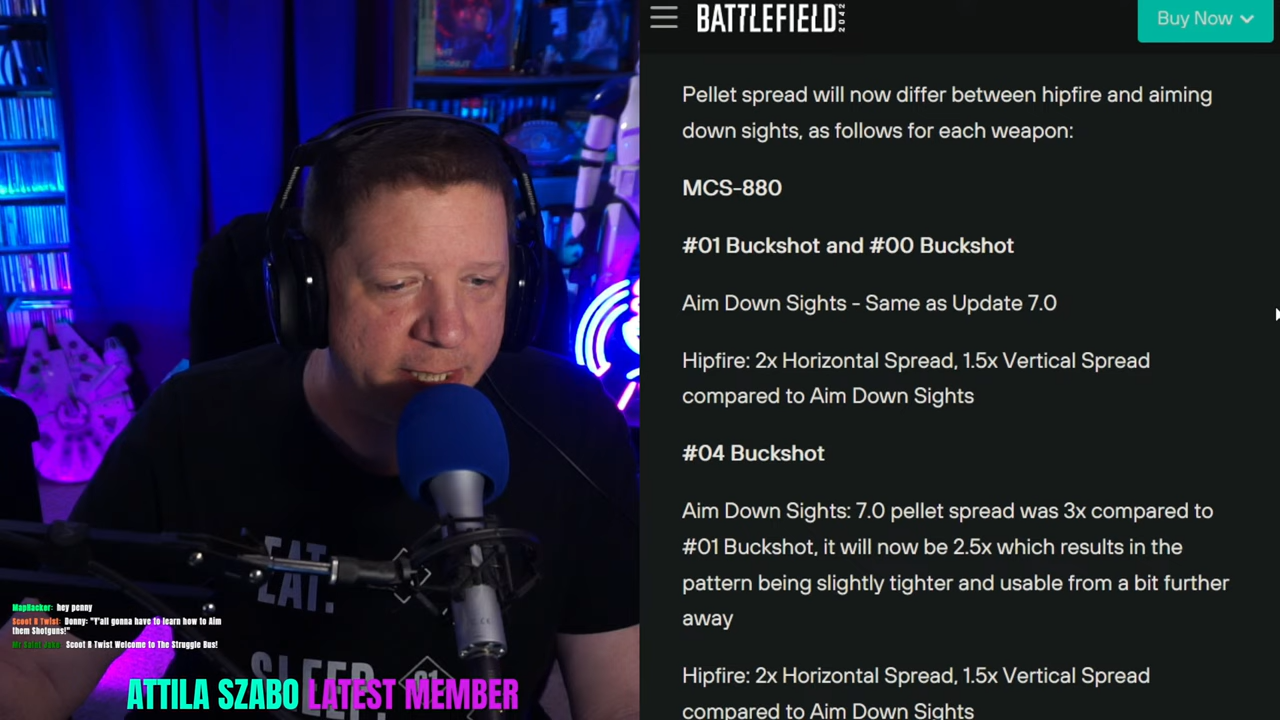 BATTLEFIELD 2042
Buy Now
Pellet spread will now differ between hipfire and aiming
down sights, as follows for each weapon:
MCS-880
#01 Buckshot and #00 Buckshot
Aim Down Sights - Same as Update 7.0
Hipfire: 2x Horizontal Spread, 1.5x Vertical Spread
compared to Aim Down Sights
#04 Buckshot
Aim Down Sights: 7.0 pellet spread was 3x compared to
#01 Buckshot, it will now be 2.5x which results in the
pattern being slightly tighter and usable from a bit further
away
Hipfire: 2x Horizontal Spread, 1.5x Vertical Spread
compared to Aim Down Sights
EAT.
SLEEP.
hey penny
Scoot R Twist: Donny: "Y'all gonna have to learn how to Aim
them Shotguns!"
Scoot R Twist Welcome to The Struggle Bus!
ATTILA SZABO LATEST MEMBER